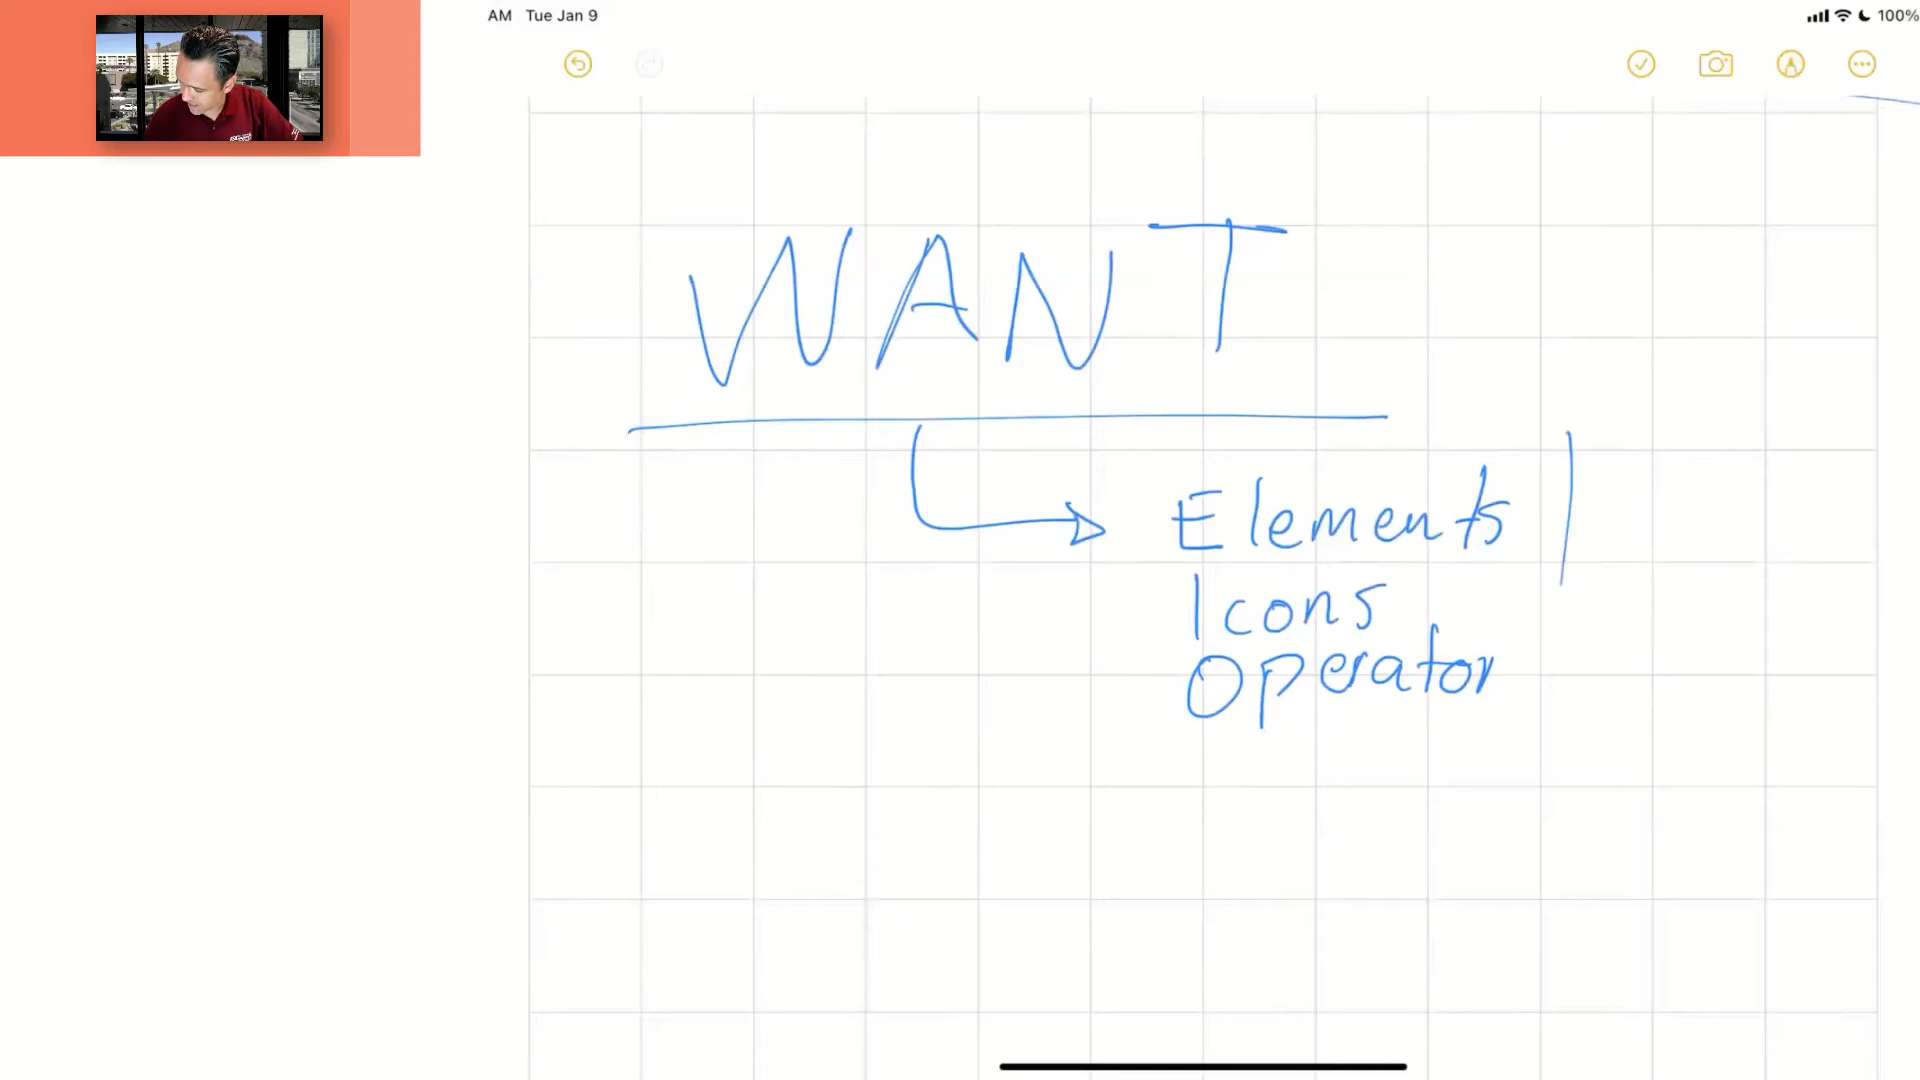 AM Tue Jan 9
100%
WANT
Elements
Icons
Operator